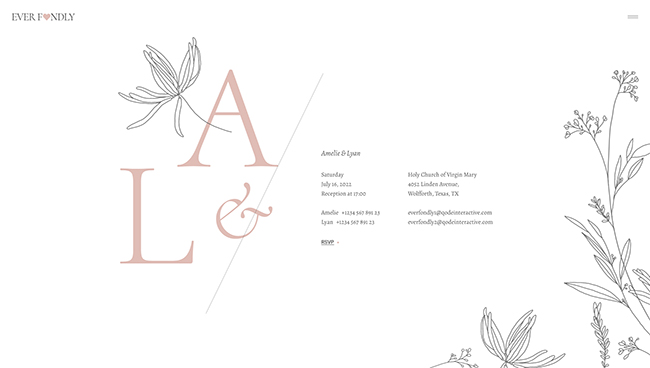 EVER FONDLY
A
L &
Amelie & Lyan
Saturday
July 16, 2022
Reception at 17:00
Amelie +1234 567 891 23
Lyan +1234 567 891 23
RSVP
Holy Church of Virgin Mary
4052 Linden Avenue,
Wolfforth, Texas, TX
everfondly1@qodeinteractive.com
everfondly2@qodeinteractive.com